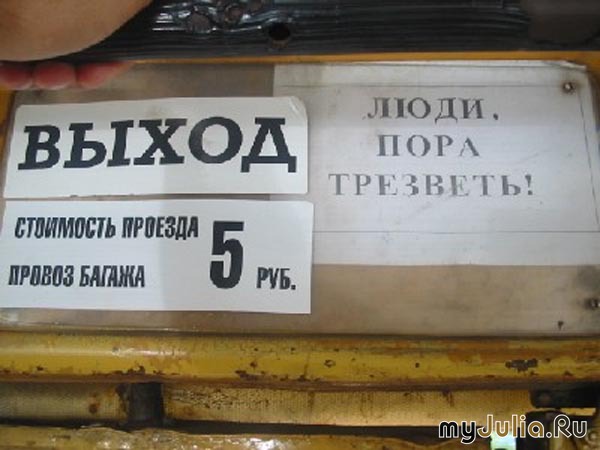 ВЫХОД
СТОИМОСТЬ ПРОЕЗДА
ПРОВОЗ БАГАЖА 5 РУБ.
ЛЮДИ,
ПОРА
ТРЕЗВЕТЬ!
myJulia.Ru